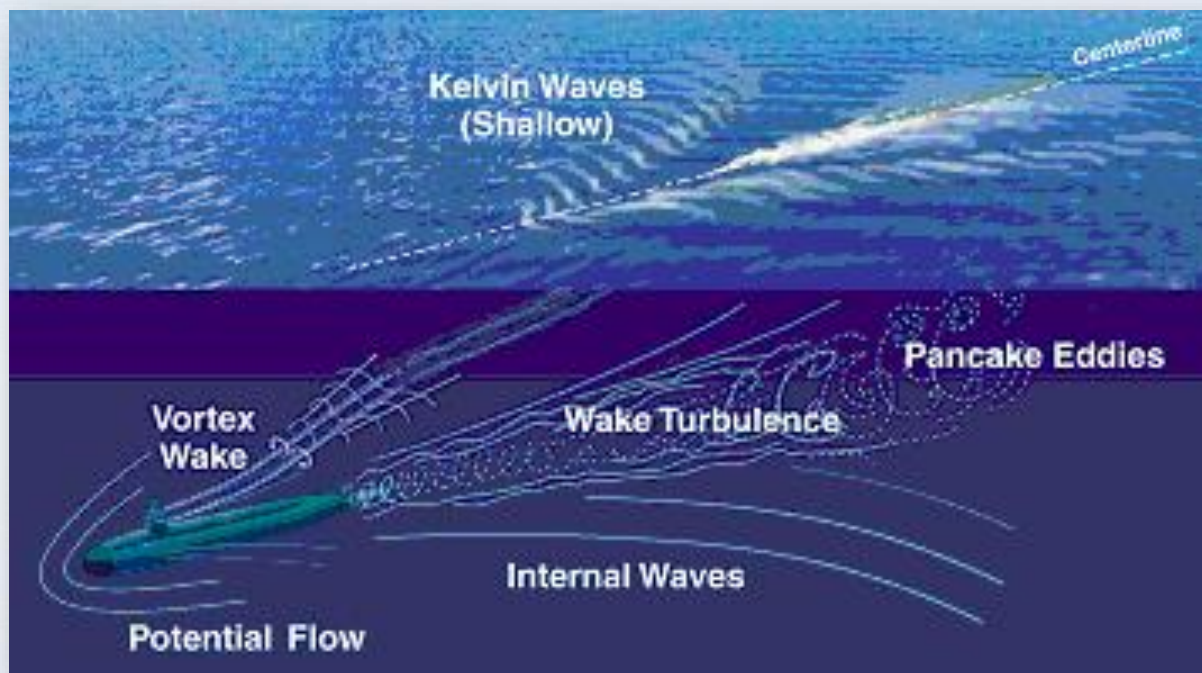 Centerline
Kelvin Waves
(Shallow)
Pancake Eddies
Vortex
Wake
Wake Turbulence
Internal Waves
Potential Flow